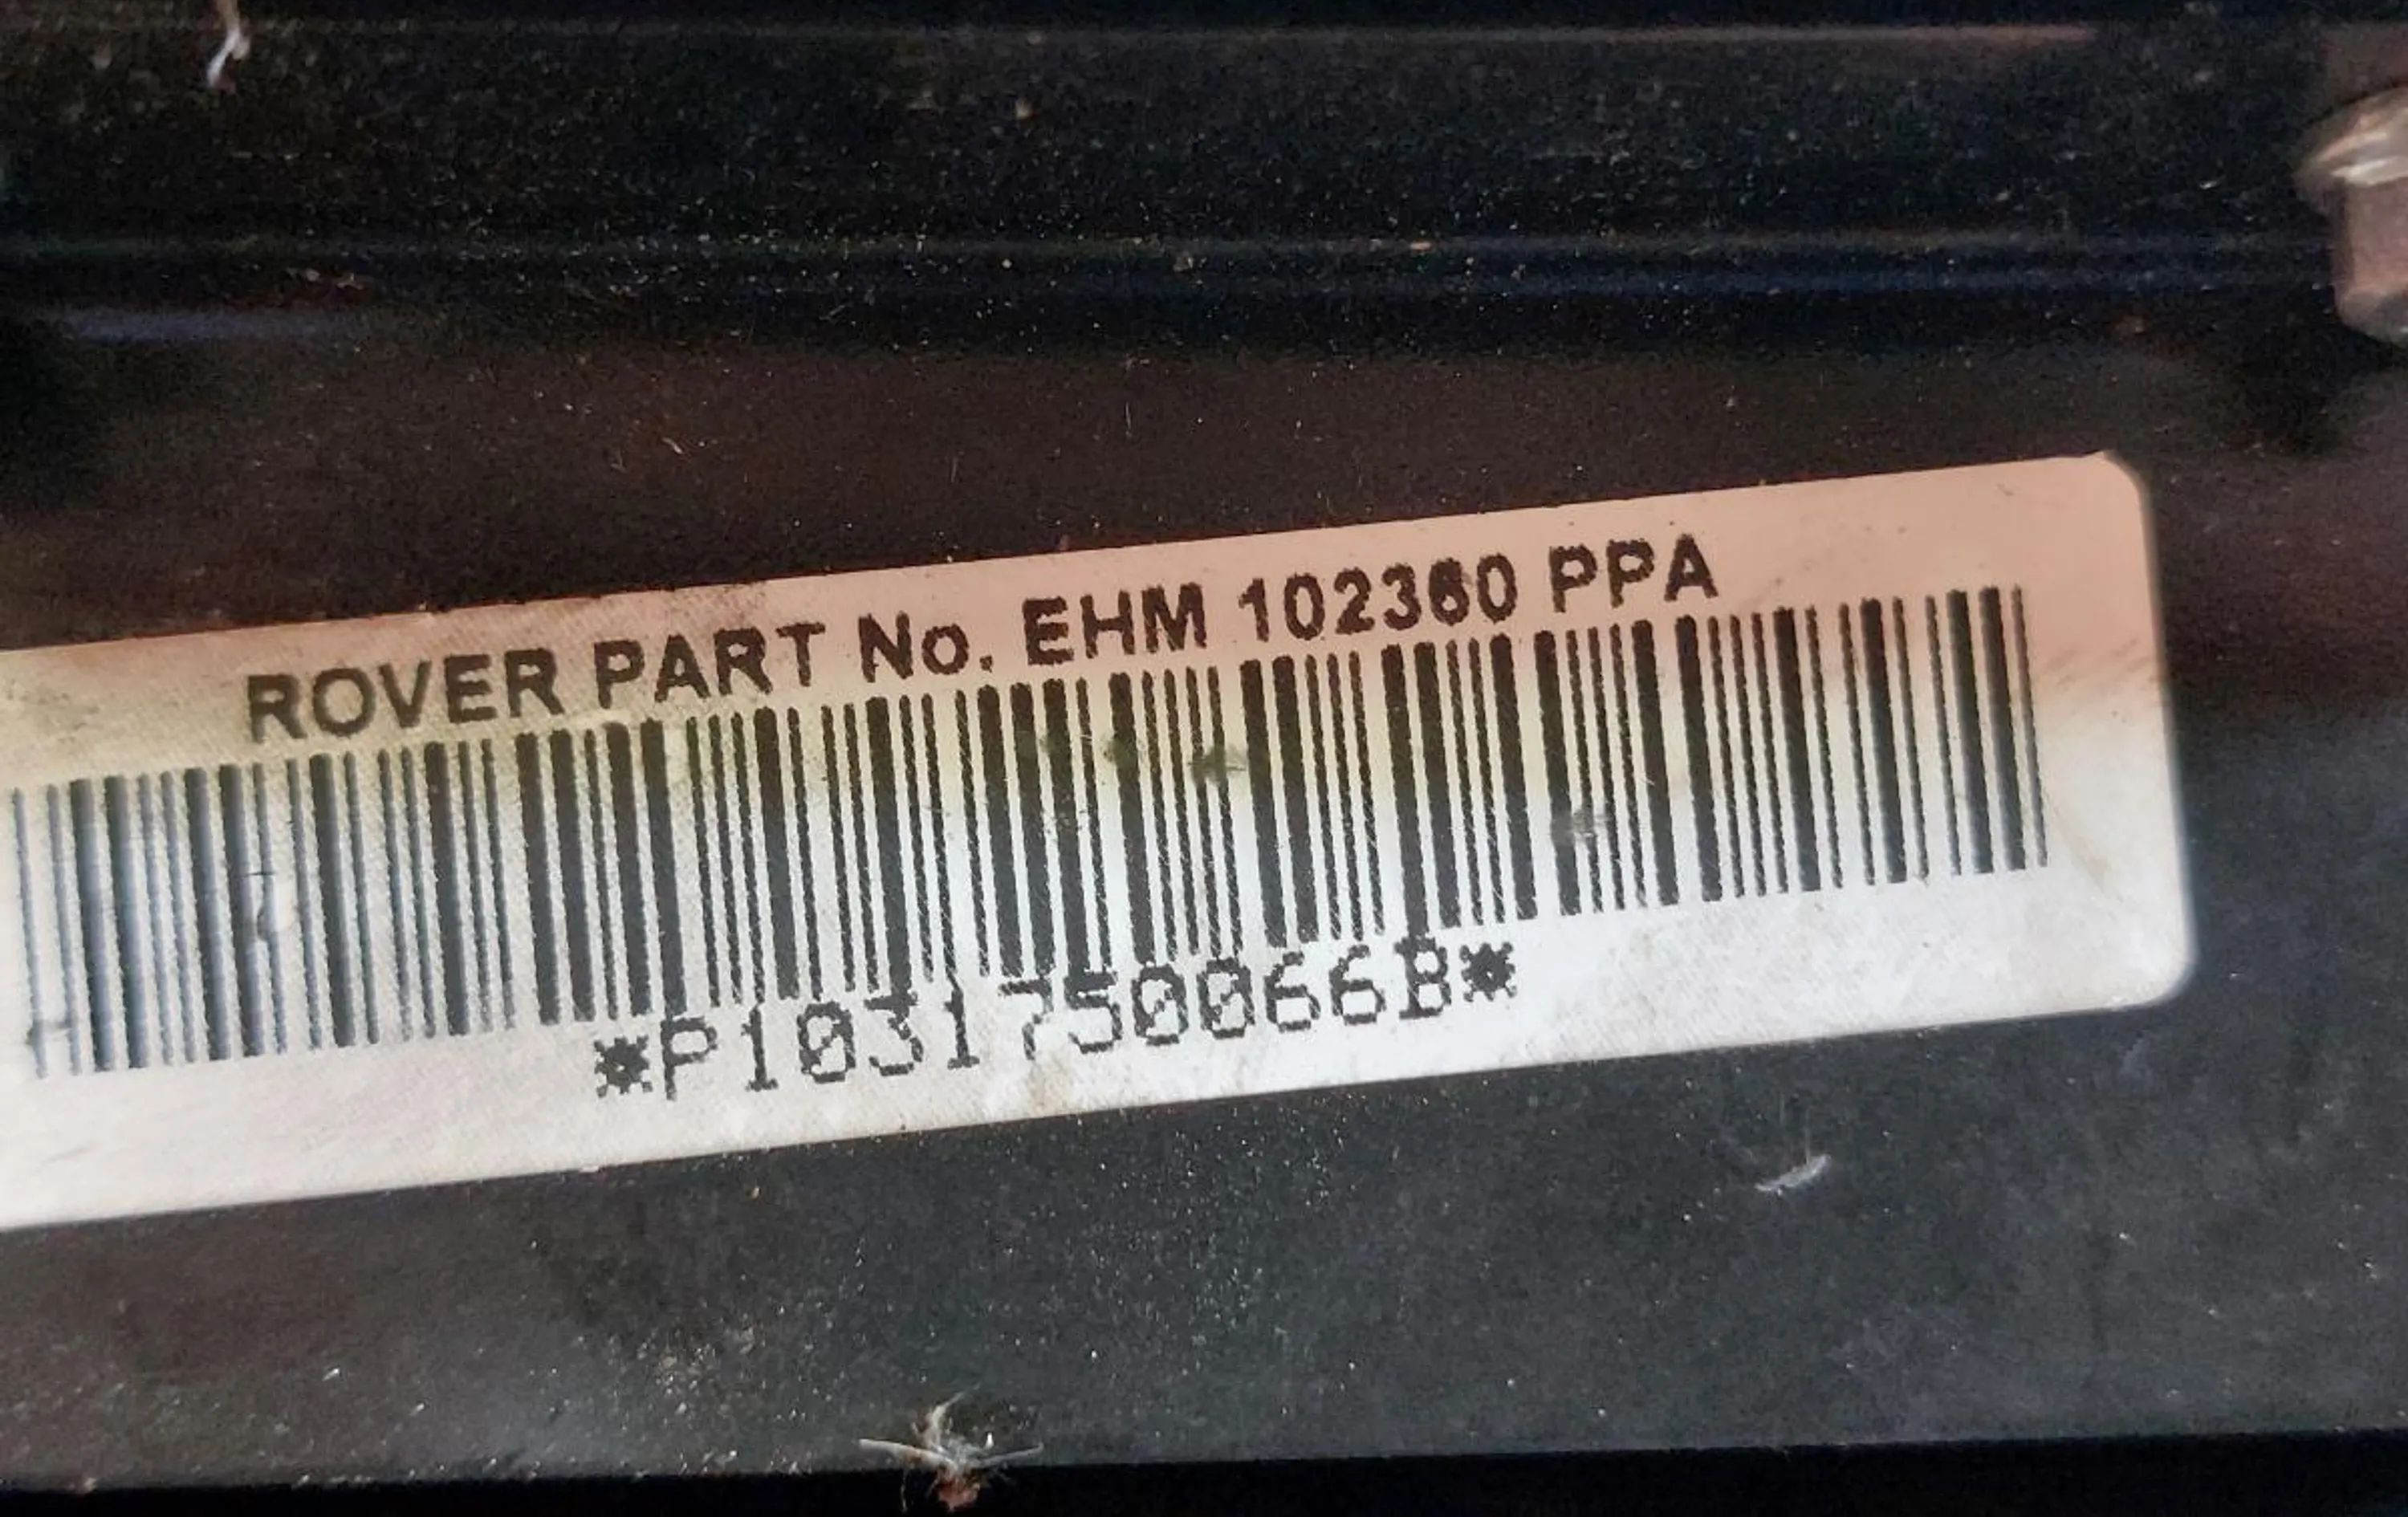 ROVER PART No. EHM 102360 PPA
*P1031750066B*